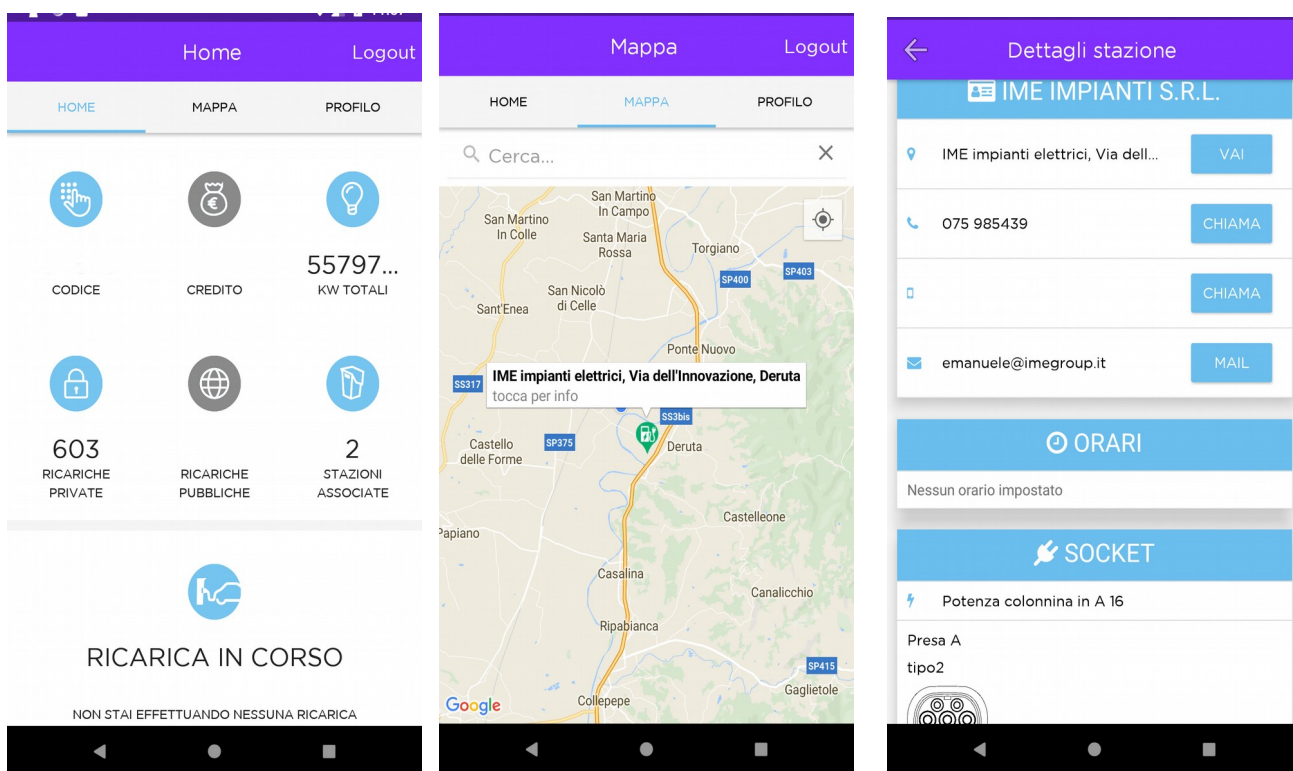 Home
Logout
HOME
MAPPA
PROFILO
CODICE
CREDITO
55797...
KW TOTALI
603
RICARICHE
PRIVATE
RICARICHE
PUBBLICHE
2
STAZIONI
ASSOCIATE
RICARICA IN CORSO
NON STAI EFFETTUANDO NESSUNA RICARICA
Mappa
Logout
HOME
MAPPA
PROFILO
Cerca...
San Martino
In Campo
San Martino
In Colle
Santa Maria
Rossa
Torgiano
SP403
SP400
San Nicolò
di Celle
Sant'Enea
Ponte Nuovo
IME impianti elettrici, Via dell'Innovazione, Deruta
tocca per info
SS317
SS3bis
Castello
delle Forme
SP375
Deruta
Castelleone
Papiano
Casalina
Canalicchio
Ripabianca
SP415
Gaglietole
Collepepe
Google
Dettagli stazione
IME IMPIANTI S.R.L.
IME impianti elettrici, Via dell...
VAI
075 985439
CHIAMA
CHIAMA
emanuele@imegroup.it
MAIL
ORARI
Nessun orario impostato
SOCKET
Potenza colonnina in A 16
Presa A
tipo2